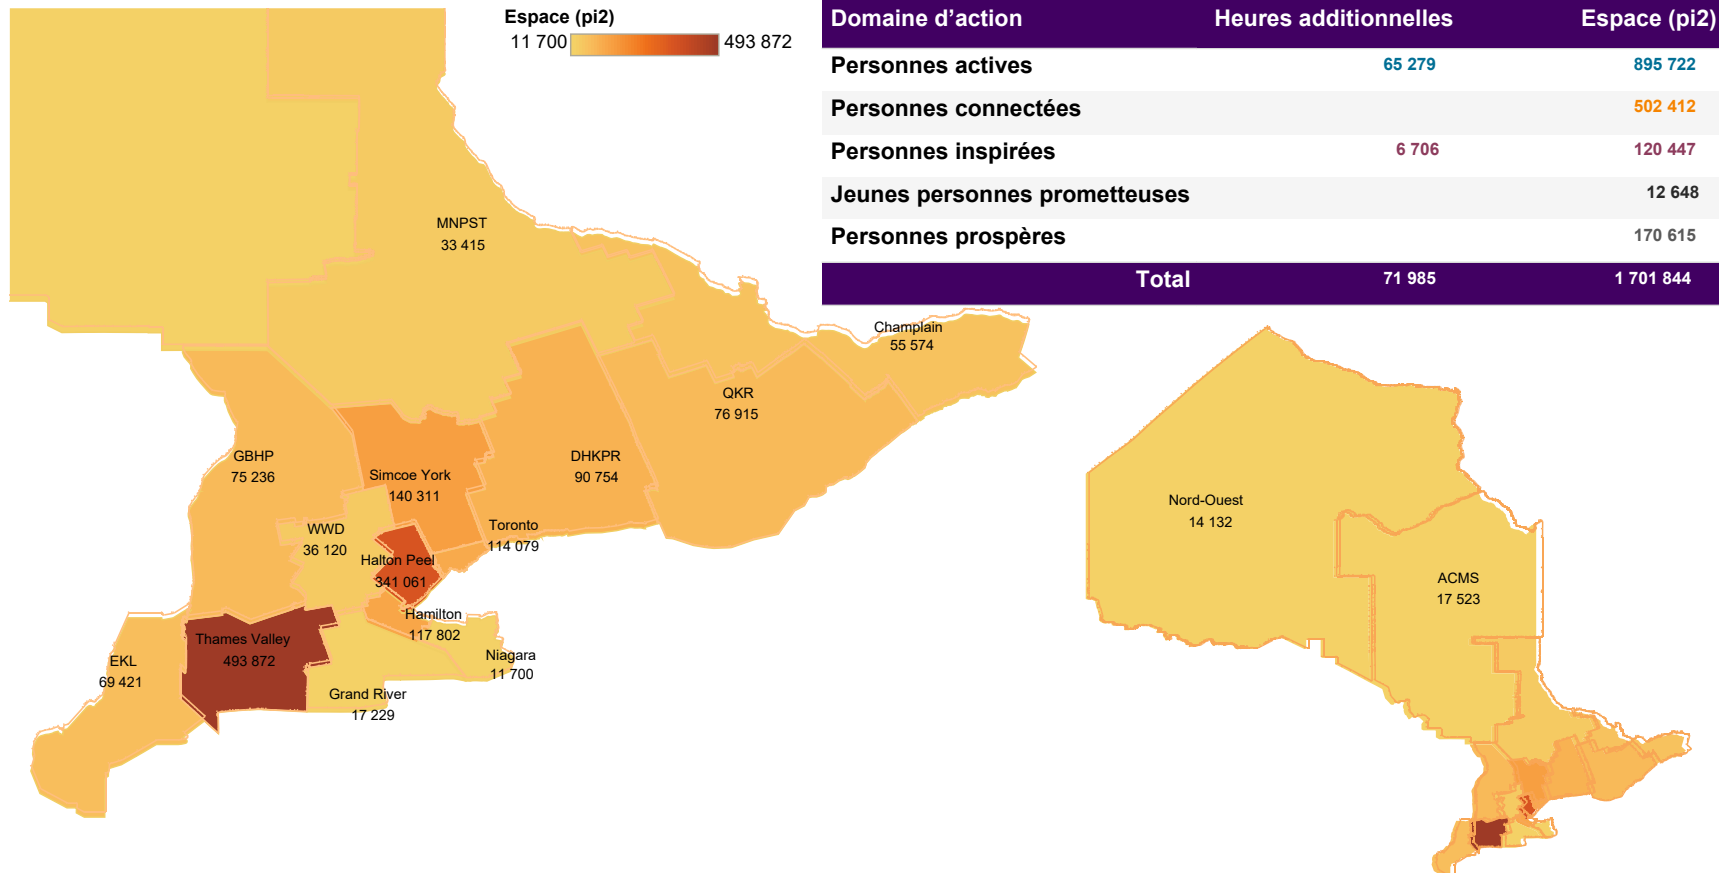 Espace (pi2)
11 700 493 872
Domaine d’action Heures additionnelles Espace (pi2)
Personnes actives 65 279 895 722
Personnes connectées 502 412
Personnes inspirées 6 706 120 447
Jeunes personnes prometteuses 12 648
Personnes prospères 170 615
Total 71 985 1 701 844
MNPST
33 415
Champlain
55 574
QKR
76 915
GBHP
75 236
Simcoe York
140 311
DHKPR
90 754
WWD
36 120
Toronto
114 079
Halton Peel
341 061
Hamilton
117 802
Thames Valley
493 872
EKL
69 421
Niagara
11 700
Grand River
17 229
Nord-Ouest
14 132
ACMS
17 523